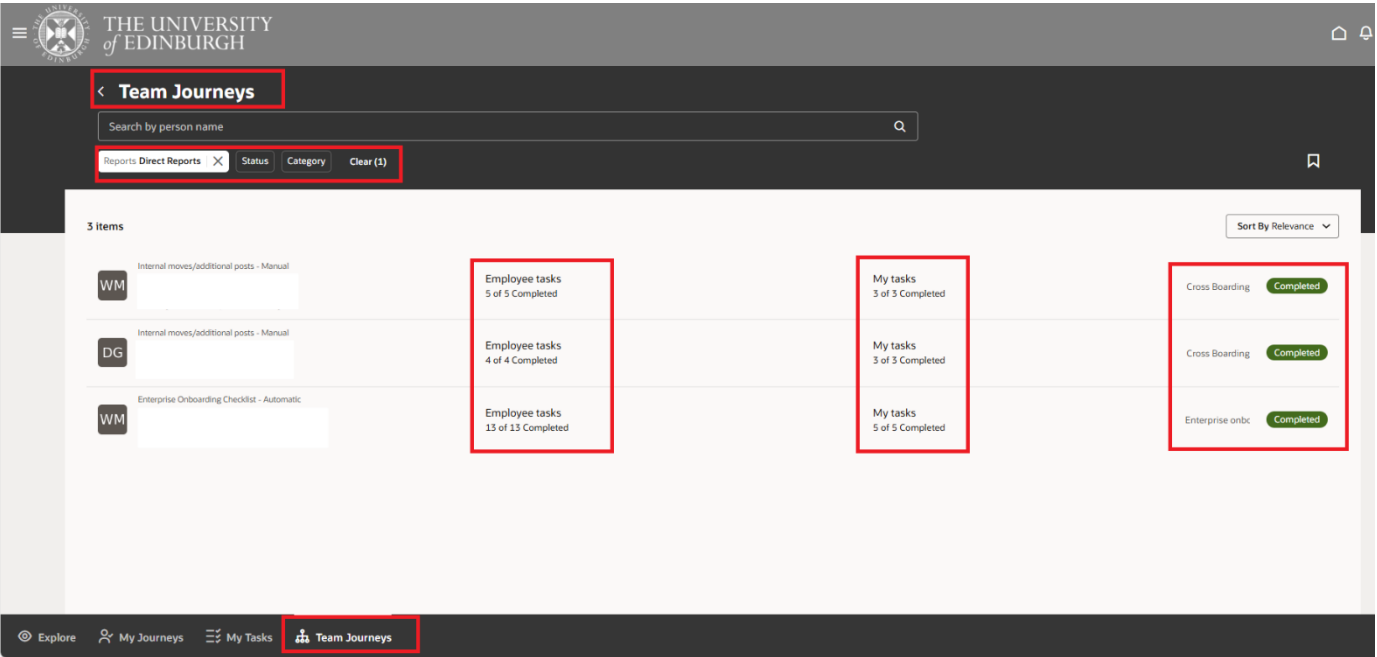 THE UNIVERSITY
of EDINBURGH
Team Journeys
Search by person name
Reports Direct Reports Status Category Clear (1)
3 items
Sort By Relevance
Internal moves/additional posts - Manual
WM
Employee tasks
5 of 5 Completed
My tasks
3 of 3 Completed
Cross Boarding
Completed
Internal moves/additional posts - Manual
DG
Employee tasks
4 of 4 Completed
My tasks
3 of 3 Completed
Cross Boarding
Completed
Enterprise Onboarding Checklist - Automatic
WM
Employee tasks
13 of 13 Completed
My tasks
5 of 5 Completed
Enterprise onbc
Completed
Explore My Journeys My Tasks Team Journeys